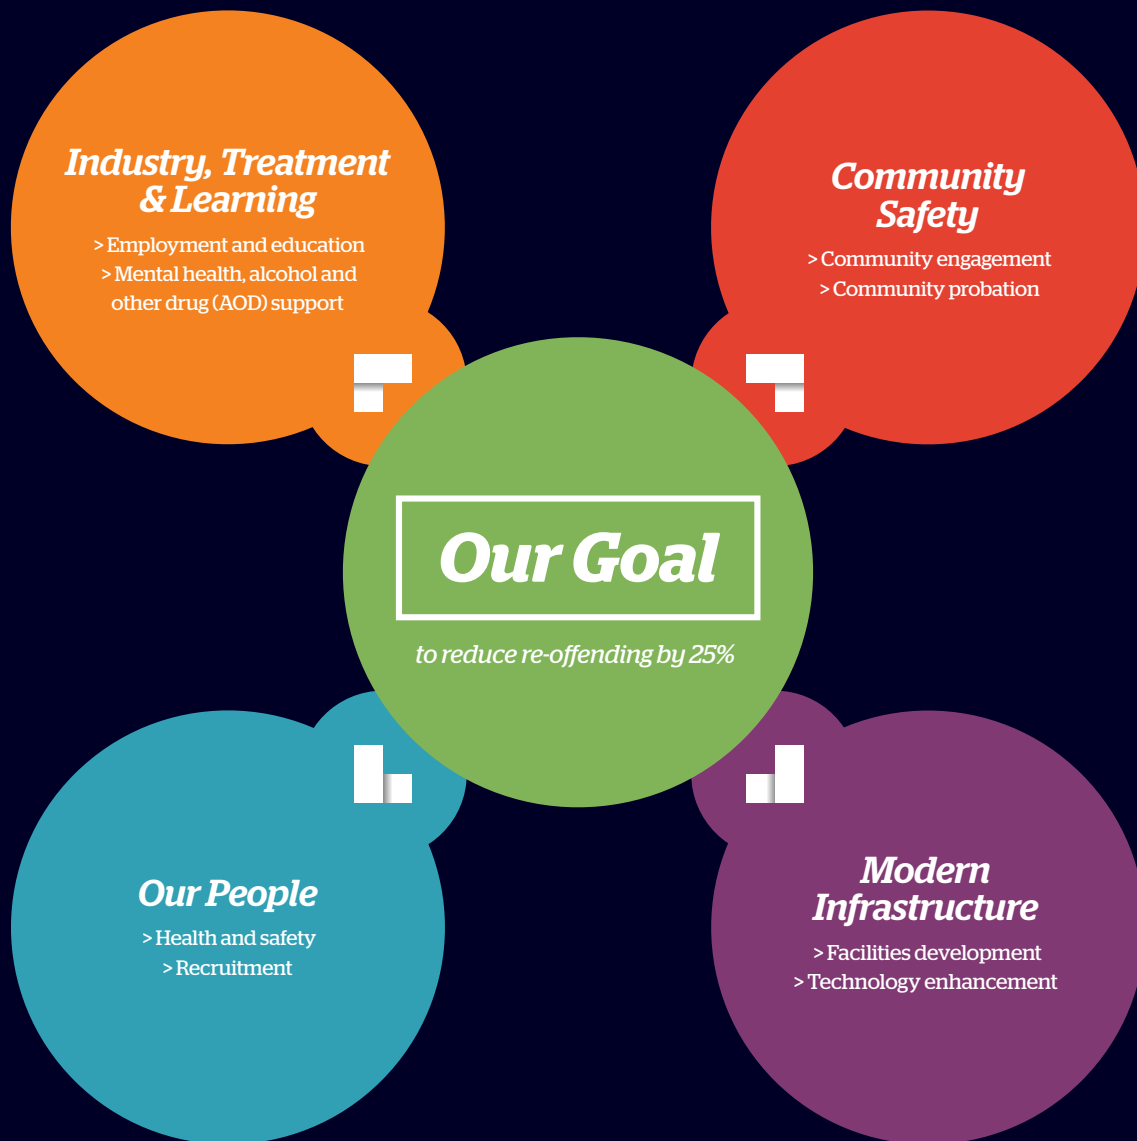 Industry, Treatment
& Learning
> Employment and education
> Mental health, alcohol and
other drug (AOD) support
Community
Safety
> Community engagement
> Community probation
Our Goal
to reduce re-offending by 25%
Our People
> Health and safety
> Recruitment
Modern
Infrastructure
> Facilities development
> Technology enhancement